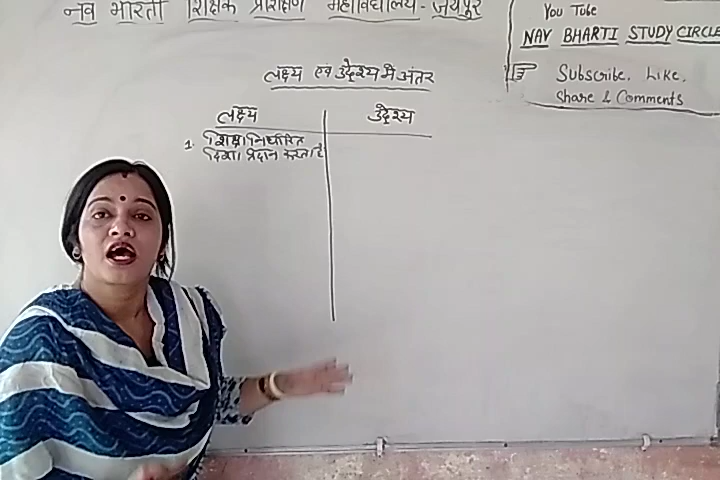 नव भारती शिक्षक प्रशिक्षण महाविद्यालय - जयपुर
You Tube
NAV BHARTI STUDY CIRCLE
☞ Subscribe, Like,
Share & Comments
लक्ष्य एवं उद्देश्य में अंतर
लक्ष्य
उद्देश्य
1. शिक्षा निर्धारित
दिशा प्रदान करता है